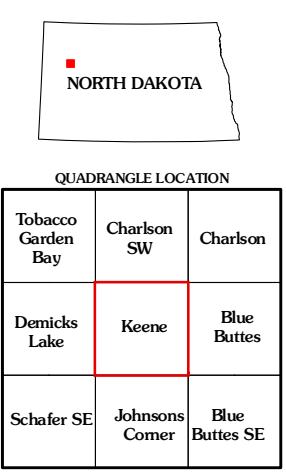 NORTH DAKOTA
QUADRANGLE LOCATION
Tobacco
Garden
Bay
Charlson
SW
Charlson
Demicks
Lake
Keene
Blue
Buttes
Schafer SE
Johnsons
Corner
Blue
Buttes SE